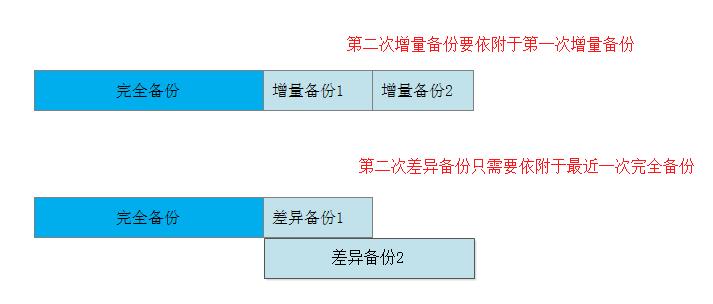 第二次增量备份要依附于第一次增量备份
完全备份 增量备份1 增量备份2
第二次差异备份只需要依附于最近一次完全备份
完全备份 差异备份1
差异备份2